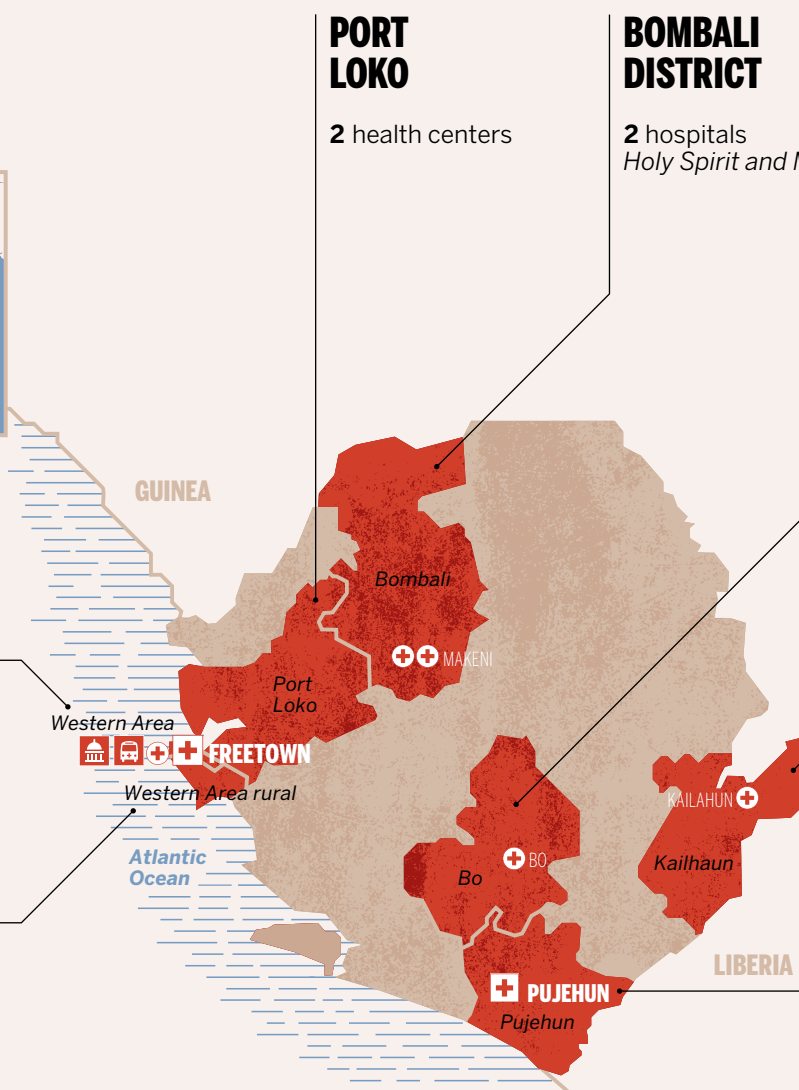 PORT
LOKO
2 health centers
BOMBALI
DISTRICT
2 hospitals
Holy Spirit and
GUINEA
Bombali
MAKENI
Port
Loko
Western Area
FREETOWN
Western Area rural
KAILAHUN
Atlantic
Ocean
BO
Bo
Kailhaun
LIBERIA
PUJEHUN
Pujehun